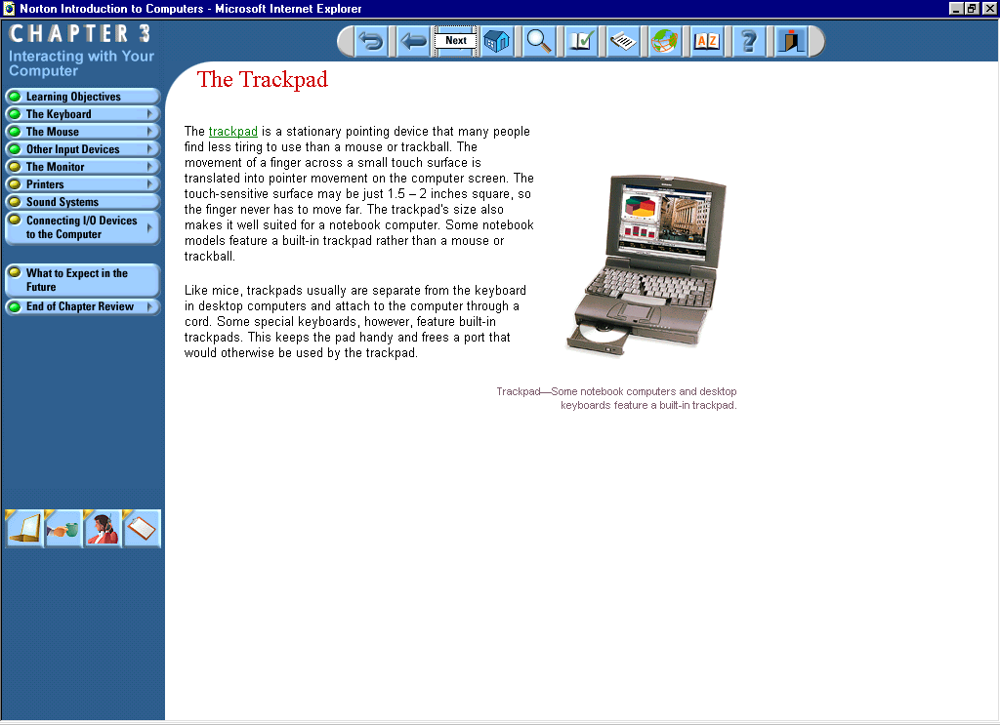 Norton Introduction to Computers - Microsoft Internet Explorer
CHAPTER 3
Interacting with Your
Computer
Next
A Z
?
Learning Objectives
The Keyboard
The Mouse
Other Input Devices
The Monitor
Printers
Sound Systems
Connecting I/O Devices
to the Computer
What to Expect in the
Future
End of Chapter Review
The Trackpad
The trackpad is a stationary pointing device that many people
find less tiring to use than a mouse or trackball. The
movement of a finger across a small touch surface is
translated into pointer movement on the computer screen. The
touch-sensitive surface may be just 1.5 – 2 inches square, so
the finger never has to move far. The trackpad's size also
makes it well suited for a notebook computer. Some notebook
models feature a built-in trackpad rather than a mouse or
trackball.
Like mice, trackpads usually are separate from the keyboard
in desktop computers and attach to the computer through a
cord. Some special keyboards, however, feature built-in
trackpads. This keeps the pad handy and frees a port that
would otherwise be used by the trackpad.
Trackpad—Some notebook computers and desktop
keyboards feature a built-in trackpad.